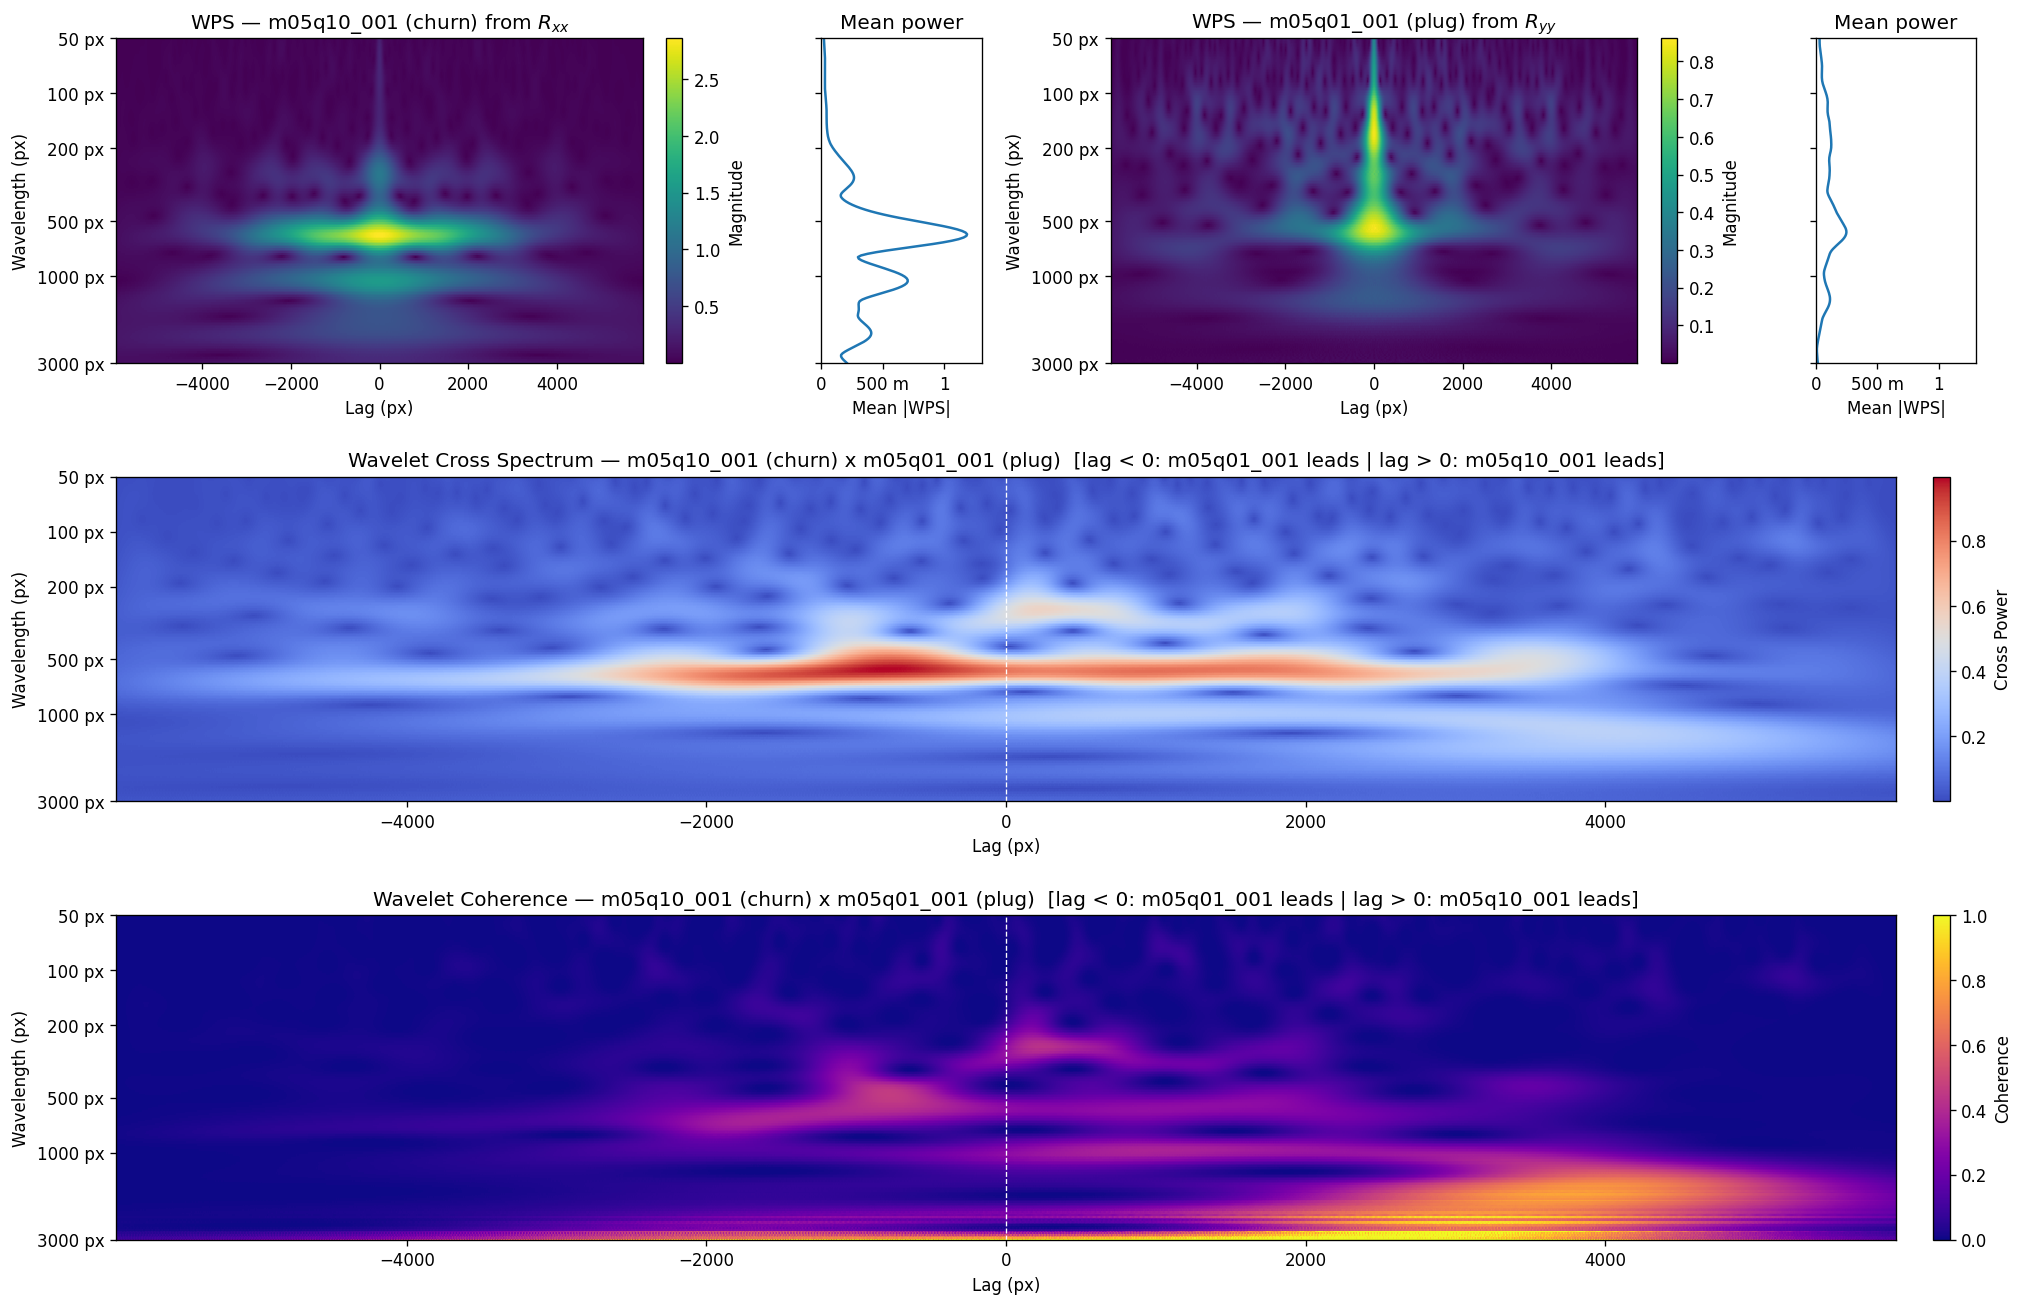 WPS — m05q10_001 (churn) from Rxx
Mean power
WPS — m05q01_001 (plug) from Ryy
Mean power
50 px
100 px
200 px
500 px
1000 px
3000 px
Wavelength (px)
−4000
−2000
0
2000
4000
Lag (px)
2.5
2.0
1.5
1.0
0.5
Magnitude
0
500 m
1
Mean |WPS|
50 px
100 px
200 px
500 px
1000 px
3000 px
Wavelength (px)
−4000
−2000
0
2000
4000
Lag (px)
0.8
0.7
0.6
0.5
0.4
0.3
0.2
0.1
Magnitude
0
500 m
1
Mean |WPS|
Wavelet Cross Spectrum — m05q10_001 (churn) x m05q01_001 (plug)  [lag < 0: m05q01_001 leads | lag > 0: m05q10_001 leads]
50 px
100 px
200 px
500 px
1000 px
3000 px
Wavelength (px)
−4000
−2000
0
2000
4000
Lag (px)
0.8
0.6
0.4
0.2
Cross Power
Wavelet Coherence — m05q10_001 (churn) x m05q01_001 (plug)  [lag < 0: m05q01_001 leads | lag > 0: m05q10_001 leads]
50 px
100 px
200 px
500 px
1000 px
3000 px
Wavelength (px)
−4000
−2000
0
2000
4000
Lag (px)
1.0
0.8
0.6
0.4
0.2
0.0
Coherence